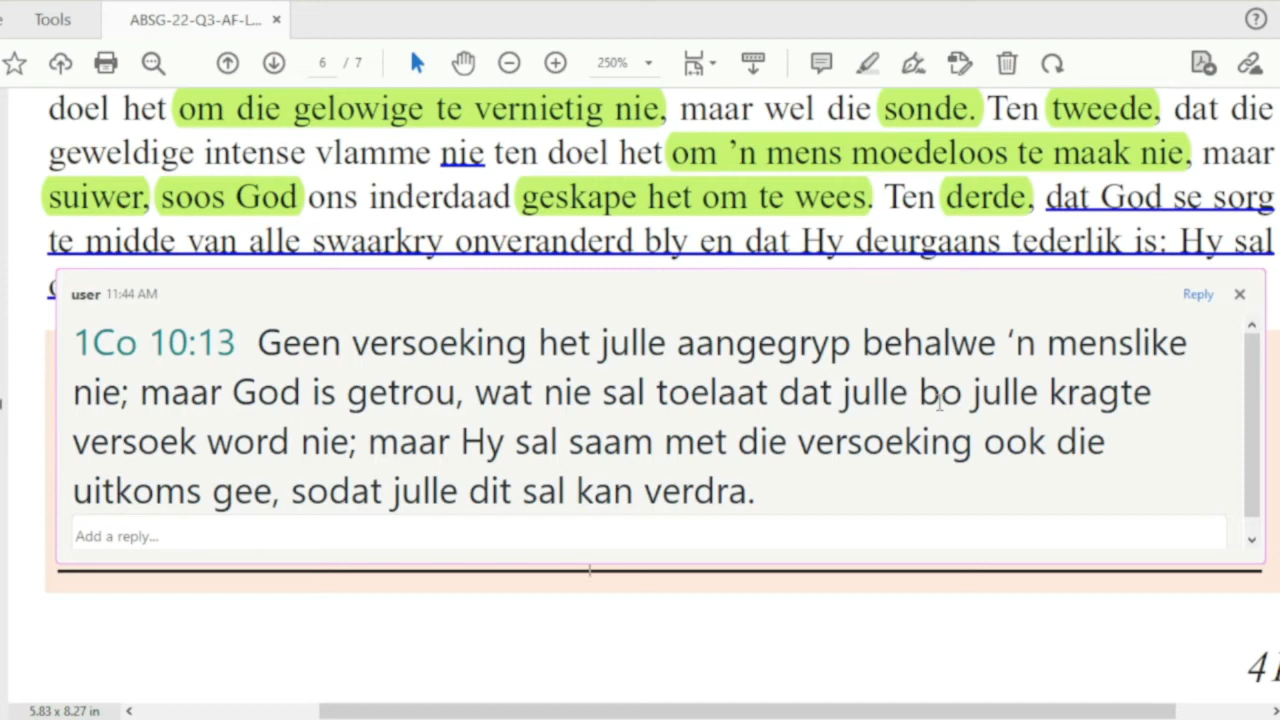 Tools
ABSG-22-Q3-AF-L... ×
6 / 7
250%
doel het om die gelowige te vernietig nie, maar wel die sonde. Ten tweede, dat die
geweldige intense vlamme nie ten doel het om ’n mens moedeloos te maak nie, maar
suiwer, soos God ons inderdaad geskape het om te wees. Ten derde, dat God se sorg
te midde van alle swaarkry onveranderd bly en dat Hy deurgaans tederlik is: Hy sal
user 11:44 AM
Reply
1Co 10:13 Geen versoeking het julle aangegryp behalwe ‘n menslike
nie; maar God is getrou, wat nie sal toelaat dat julle bo julle kragte
versoek word nie; maar Hy sal saam met die versoeking ook die
uitkoms gee, sodat julle dit sal kan verdra.
Add a reply...
41
5.83 x 8.27 in